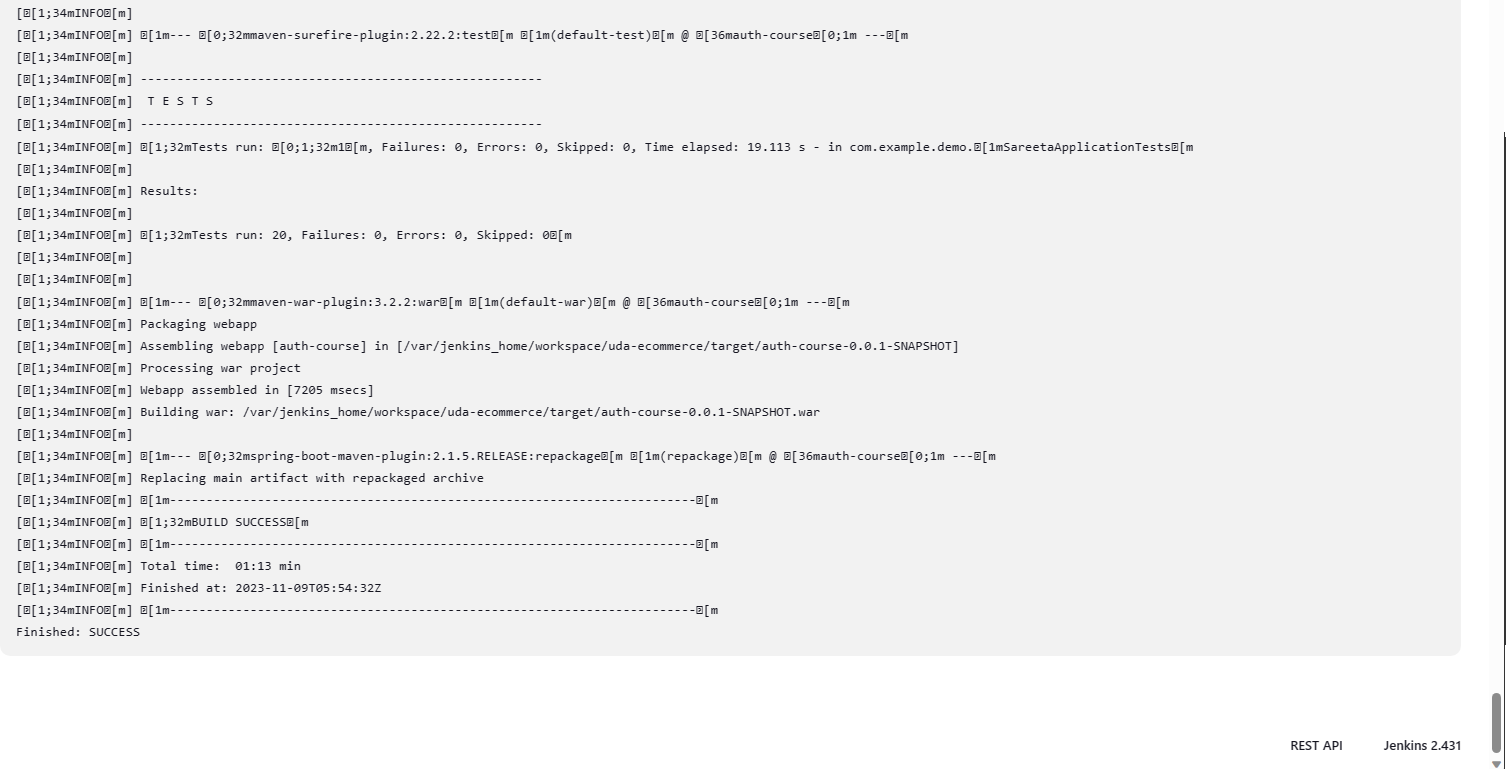 [␛[1;34mINFO␛[m]
[␛[1;34mINFO␛[m] ␛[1m--- ␛[0;32mmaven-surefire-plugin:2.22.2:test␛[m ␛[1m(default-test)␛[m @ ␛[36mauth-course␛[0;1m ---␛[m
[␛[1;34mINFO␛[m]
[␛[1;34mINFO␛[m] -------------------------------------------------------
[␛[1;34mINFO␛[m]  T E S T S
[␛[1;34mINFO␛[m] -------------------------------------------------------
[␛[1;34mINFO␛[m] ␛[1;32mTests run: ␛[0;1;32m1␛[m, Failures: 0, Errors: 0, Skipped: 0, Time elapsed: 19.113 s - in com.example.demo.␛[1mSareetaApplicationTests␛[m
[␛[1;34mINFO␛[m]
[␛[1;34mINFO␛[m] Results:
[␛[1;34mINFO␛[m]
[␛[1;34mINFO␛[m] ␛[1;32mTests run: 20, Failures: 0, Errors: 0, Skipped: 0␛[m
[␛[1;34mINFO␛[m]
[␛[1;34mINFO␛[m]
[␛[1;34mINFO␛[m] ␛[1m--- ␛[0;32mmaven-war-plugin:3.2.2:war␛[m ␛[1m(default-war)␛[m @ ␛[36mauth-course␛[0;1m ---␛[m
[␛[1;34mINFO␛[m] Packaging webapp
[␛[1;34mINFO␛[m] Assembling webapp [auth-course] in [/var/jenkins_home/workspace/uda-ecommerce/target/auth-course-0.0.1-SNAPSHOT]
[␛[1;34mINFO␛[m] Processing war project
[␛[1;34mINFO␛[m] Webapp assembled in [7205 msecs]
[␛[1;34mINFO␛[m] Building war: /var/jenkins_home/workspace/uda-ecommerce/target/auth-course-0.0.1-SNAPSHOT.war
[␛[1;34mINFO␛[m]
[␛[1;34mINFO␛[m] ␛[1m--- ␛[0;32mspring-boot-maven-plugin:2.1.5.RELEASE:repackage␛[m ␛[1m(repackage)␛[m @ ␛[36mauth-course␛[0;1m ---␛[m
[␛[1;34mINFO␛[m] Replacing main artifact with repackaged archive
[␛[1;34mINFO␛[m] ␛[1m------------------------------------------------------------------------␛[m
[␛[1;34mINFO␛[m] ␛[1;32mBUILD SUCCESS␛[m
[␛[1;34mINFO␛[m] ␛[1m------------------------------------------------------------------------␛[m
[␛[1;34mINFO␛[m] Total time:  01:13 min
[␛[1;34mINFO␛[m] Finished at: 2023-11-09T05:54:32Z
[␛[1;34mINFO␛[m] ␛[1m------------------------------------------------------------------------␛[m
Finished: SUCCESS
REST API Jenkins 2.431